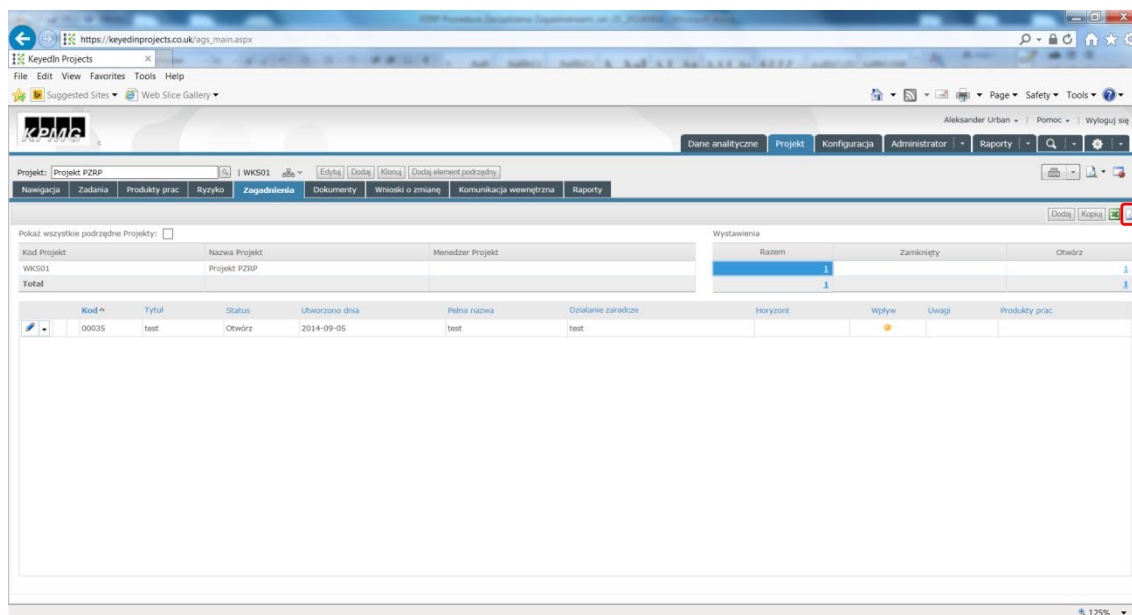 https://keyedinprojects.co.uk/ags_main.aspx
KeyedIn Projects
File Edit View Favorites Tools Help
Suggested Sites Web Slice Gallery Page Safety Tools
Aleksander Urban | Pomoc | Wyloguj się
KPMG
Dane analityczne Projekt Konfiguracja Administrator Raporty
Projekt: Projekt PZRP | WKS01 Edytuj Dodaj Klonuj Dodaj element podrzędny
Nawigacja Zadania Produkty prac Ryzyko Zagadnienia Dokumenty Wnioski o zmianę Komunikacja wewnętrzna Raporty
Dodaj Kopiuj
Pokaż wszystkie podrzędne Projekty: Wystawienia
Kod Projekt Nazwa Projekt Menedżer Projekt Razem Zamknięty Otwórz
WKS01 Projekt PZRP 1 1
Total 1 1
Kod Tytuł Status Utworzono dnia Pełna nazwa Działanie zaradcze Horyzont Wpływ Uwagi Produkty prac
00035 test Otwórz 2014-09-05 test test
125%